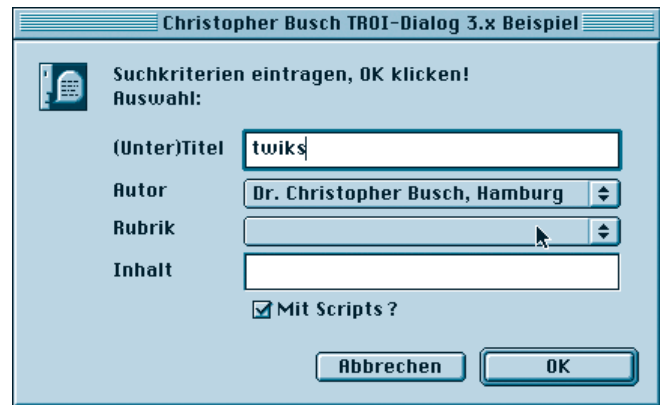 Christopher Busch TROI-Dialog 3.x Beispiel
Suchkriterien eintragen, OK klicken!
Auswahl:
(Unter)Titel twiks
Autor Dr. Christopher Busch, Hamburg
Rubrik
Inhalt
Mit Scripts?
Abbrechen OK